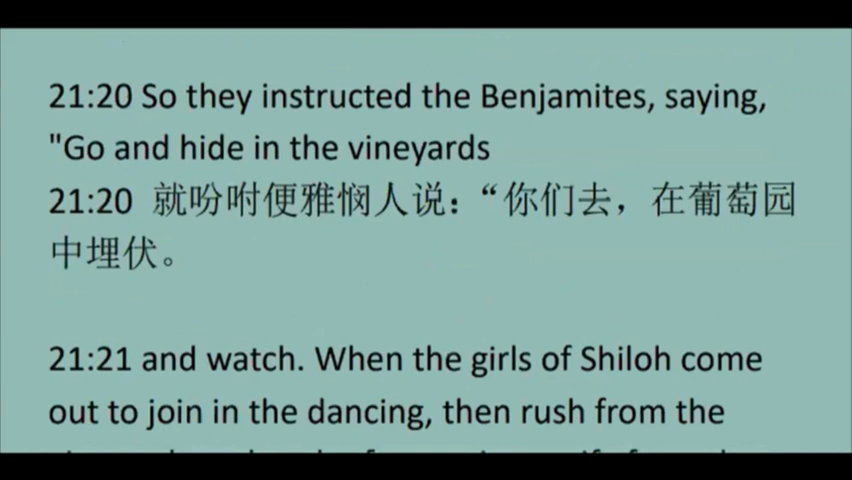 21:20 So they instructed the Benjamites, saying,
"Go and hide in the vineyards
21:20 就吩咐便雅悯人说：“你们去，在葡萄园
中埋伏。
21:21 and watch. When the girls of Shiloh come
out to join in the dancing, then rush from the